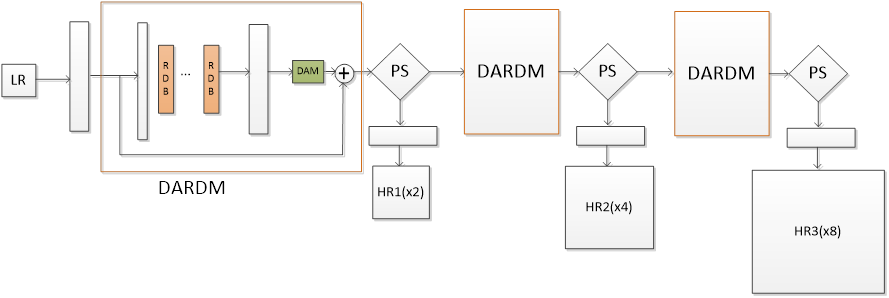 LR
R
D
B
...
R
D
B
DAM
+
PS
DARDM
PS
DARDM
PS
DARDM
HR1(x2)
HR2(x4)
HR3(x8)